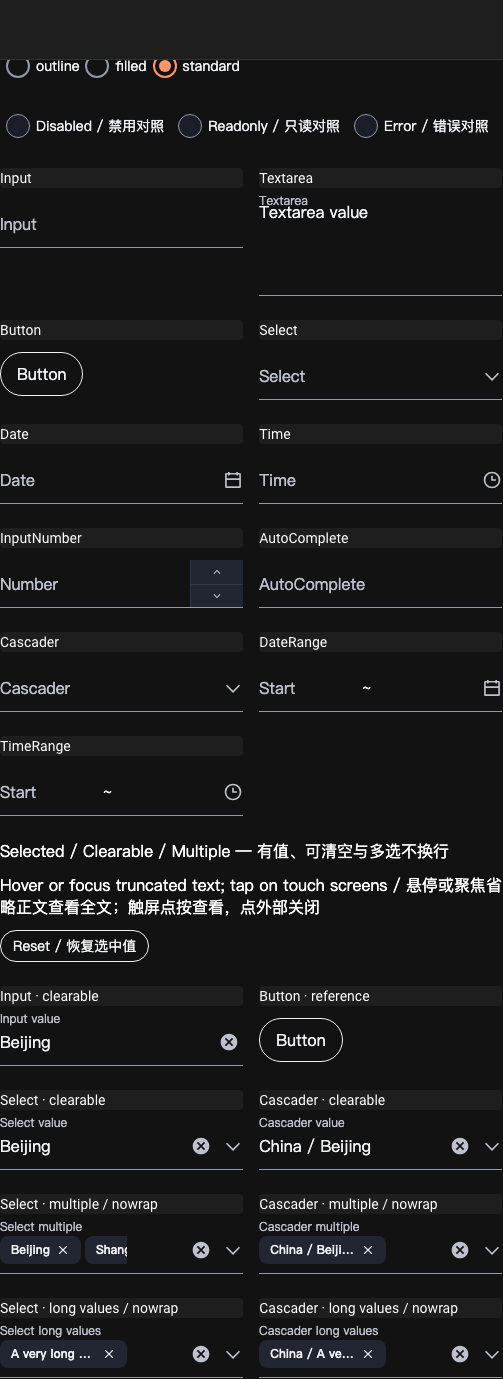 outline filled standard
Disabled / 禁用对照 Readonly / 只读对照 Error / 错误对照
Input Textarea
Textarea
Input Textarea value
Button Select
Button Select
Date Time
Date Time
InputNumber AutoComplete
Number AutoComplete
Cascader DateRange
Cascader Start ~
TimeRange
Start ~
Selected / Clearable / Multiple — 有值、可清空与多选不换行
Hover or focus truncated text; tap on touch screens / 悬停或聚焦省
略正文查看全文；触屏点按查看，点外部关闭
Reset / 恢复选中值
Input · clearable Button · reference
Input value
Beijing Button
Select · clearable Cascader · clearable
Select value Cascader value
Beijing China / Beijing
Select · multiple / nowrap Cascader · multiple / nowrap
Select multiple Cascader multiple
Beijing Shang China / Beiji...
Select · long values / nowrap Cascader · long values / nowrap
Select long values Cascader long values
A very long ... China / A ve...